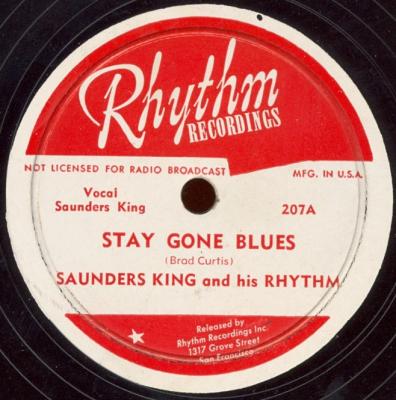 Rhythm
RECORDINGS
NOT LICENSED FOR RADIO BROADCAST
MFG. IN U.S.A.
Vocal
Saunders King
207A
STAY GONE BLUES
(Brad Curtis)
SAUNDERS KING and his RHYTHM
Released by
Rhythm Recordings Inc.
1317 Grove Street
San Francisco